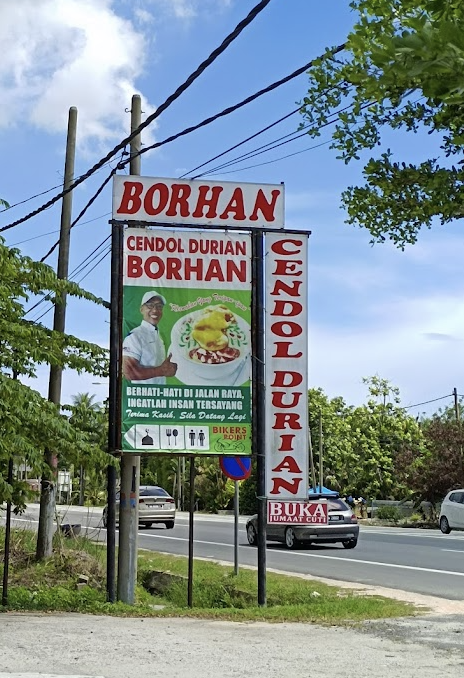 BORHAN
CENDOL DURIAN
BORHAN
BERHATI-HATI DI JALAN RAYA,
INGATLAH INSAN TERSAYANG
Terima Kasih, Sila Datang Lagi
BIKERS
POINT
CENDOL DURIAN
BUKA
JUMAAT CUTI